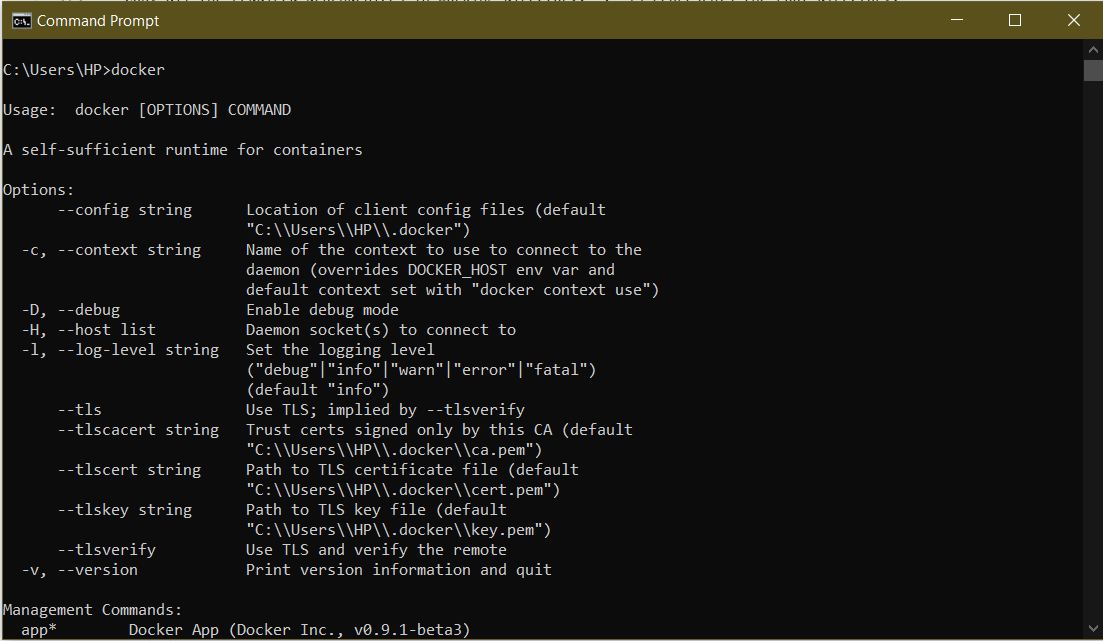 Command Prompt
C:\Users\HP>docker
Usage:  docker [OPTIONS] COMMAND
A self-sufficient runtime for containers
Options:
      --config string      Location of client config files (default
                           "C:\\Users\\HP\\.docker")
  -c, --context string     Name of the context to use to connect to the
                           daemon (overrides DOCKER_HOST env var and
                           default context set with "docker context use")
  -D, --debug              Enable debug mode
  -H, --host list          Daemon socket(s) to connect to
  -l, --log-level string   Set the logging level
                           ("debug"|"info"|"warn"|"error"|"fatal")
                           (default "info")
      --tls                Use TLS; implied by --tlsverify
      --tlscacert string   Trust certs signed only by this CA (default
                           "C:\\Users\\HP\\.docker\\ca.pem")
      --tlscert string     Path to TLS certificate file (default
                           "C:\\Users\\HP\\.docker\\cert.pem")
      --tlskey string      Path to TLS key file (default
                           "C:\\Users\\HP\\.docker\\key.pem")
      --tlsverify          Use TLS and verify the remote
  -v, --version            Print version information and quit
Management Commands:
  app*        Docker App (Docker Inc., v0.9.1-beta3)